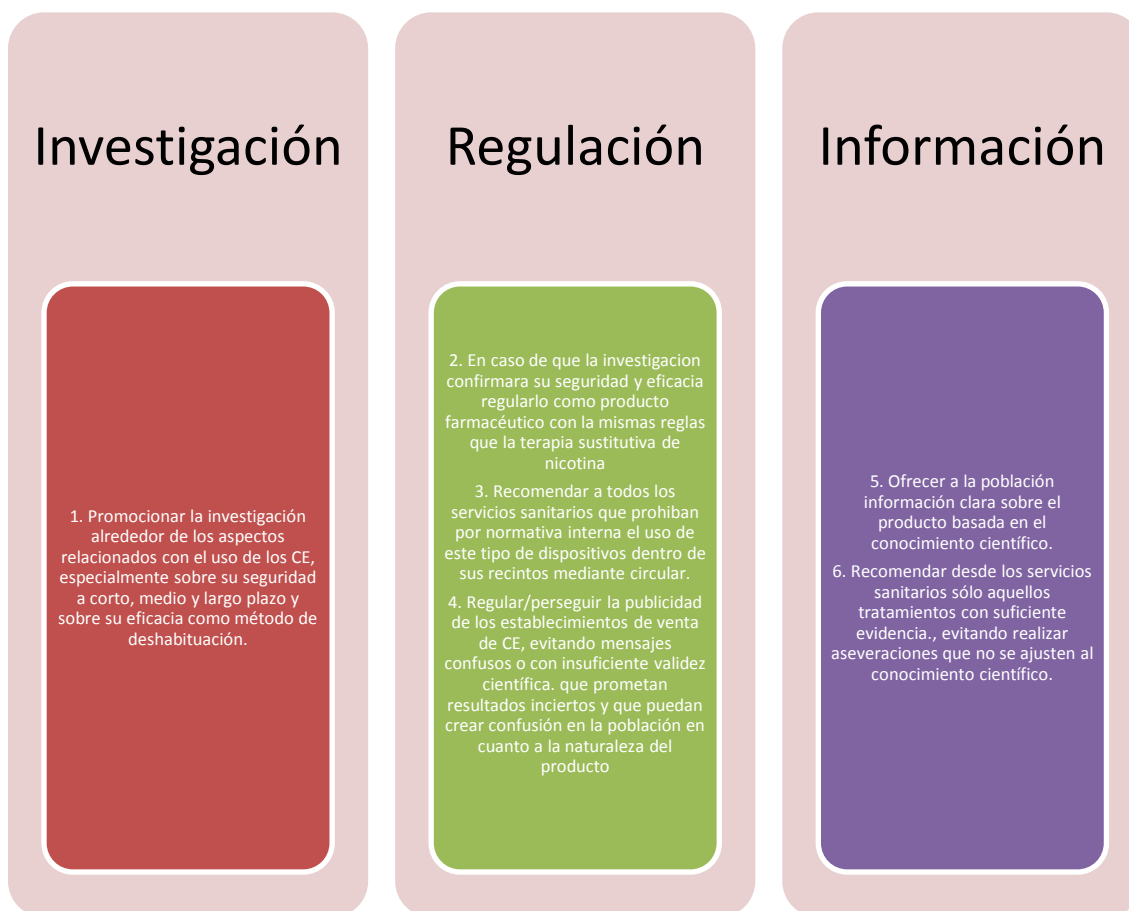 Investigación
1. Promocionar la investigación
alrededor de los aspectos
relacionados con el uso de los CE,
especialmente sobre su seguridad
a corto, medio y largo plazo y
sobre su eficacia como método de
deshabituación.
Regulación
2. En caso de que la investigacion
confirmara su seguridad y eficacia
regularlo como producto
farmacéutico con la mismas reglas
que la terapia sustitutiva de
nicotina
3. Recomendar a todos los
servicios sanitarios que prohiban
por normativa interna el uso de
este tipo de dispositivos dentro de
sus recintos mediante circular.
4. Regular/perseguir la publicidad
de los establecimientos de venta
de CE, evitando mensajes
confusos o con insuficiente validez
científica. que prometan
resultados inciertos y que puedan
crear confusión en la población en
cuanto a la naturaleza del
producto
Información
5. Ofrecer a la población
información clara sobre el
producto basada en el
conocimiento científico.
6. Recomendar desde los servicios
sanitarios sólo aquellos
tratamientos con suficiente
evidencia., evitando realizar
aseveraciones que no se ajusten al
conocimiento científico.